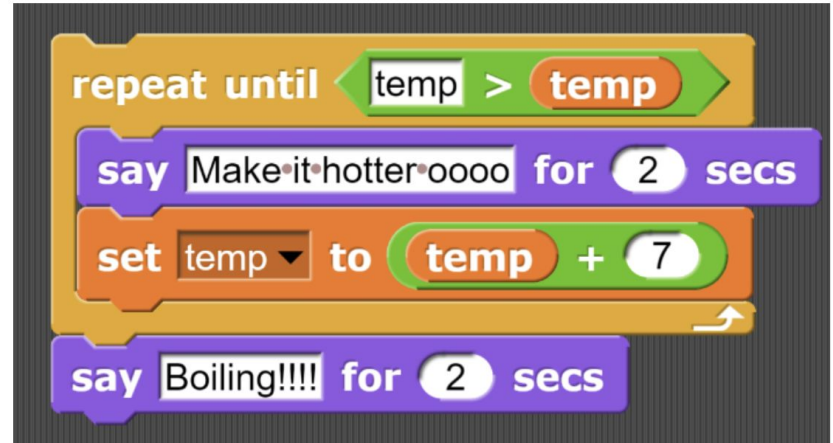 repeat until temp > temp
say Make it hotter oooo for 2 secs
set temp to temp + 7
say Boiling!!!! for 2 secs